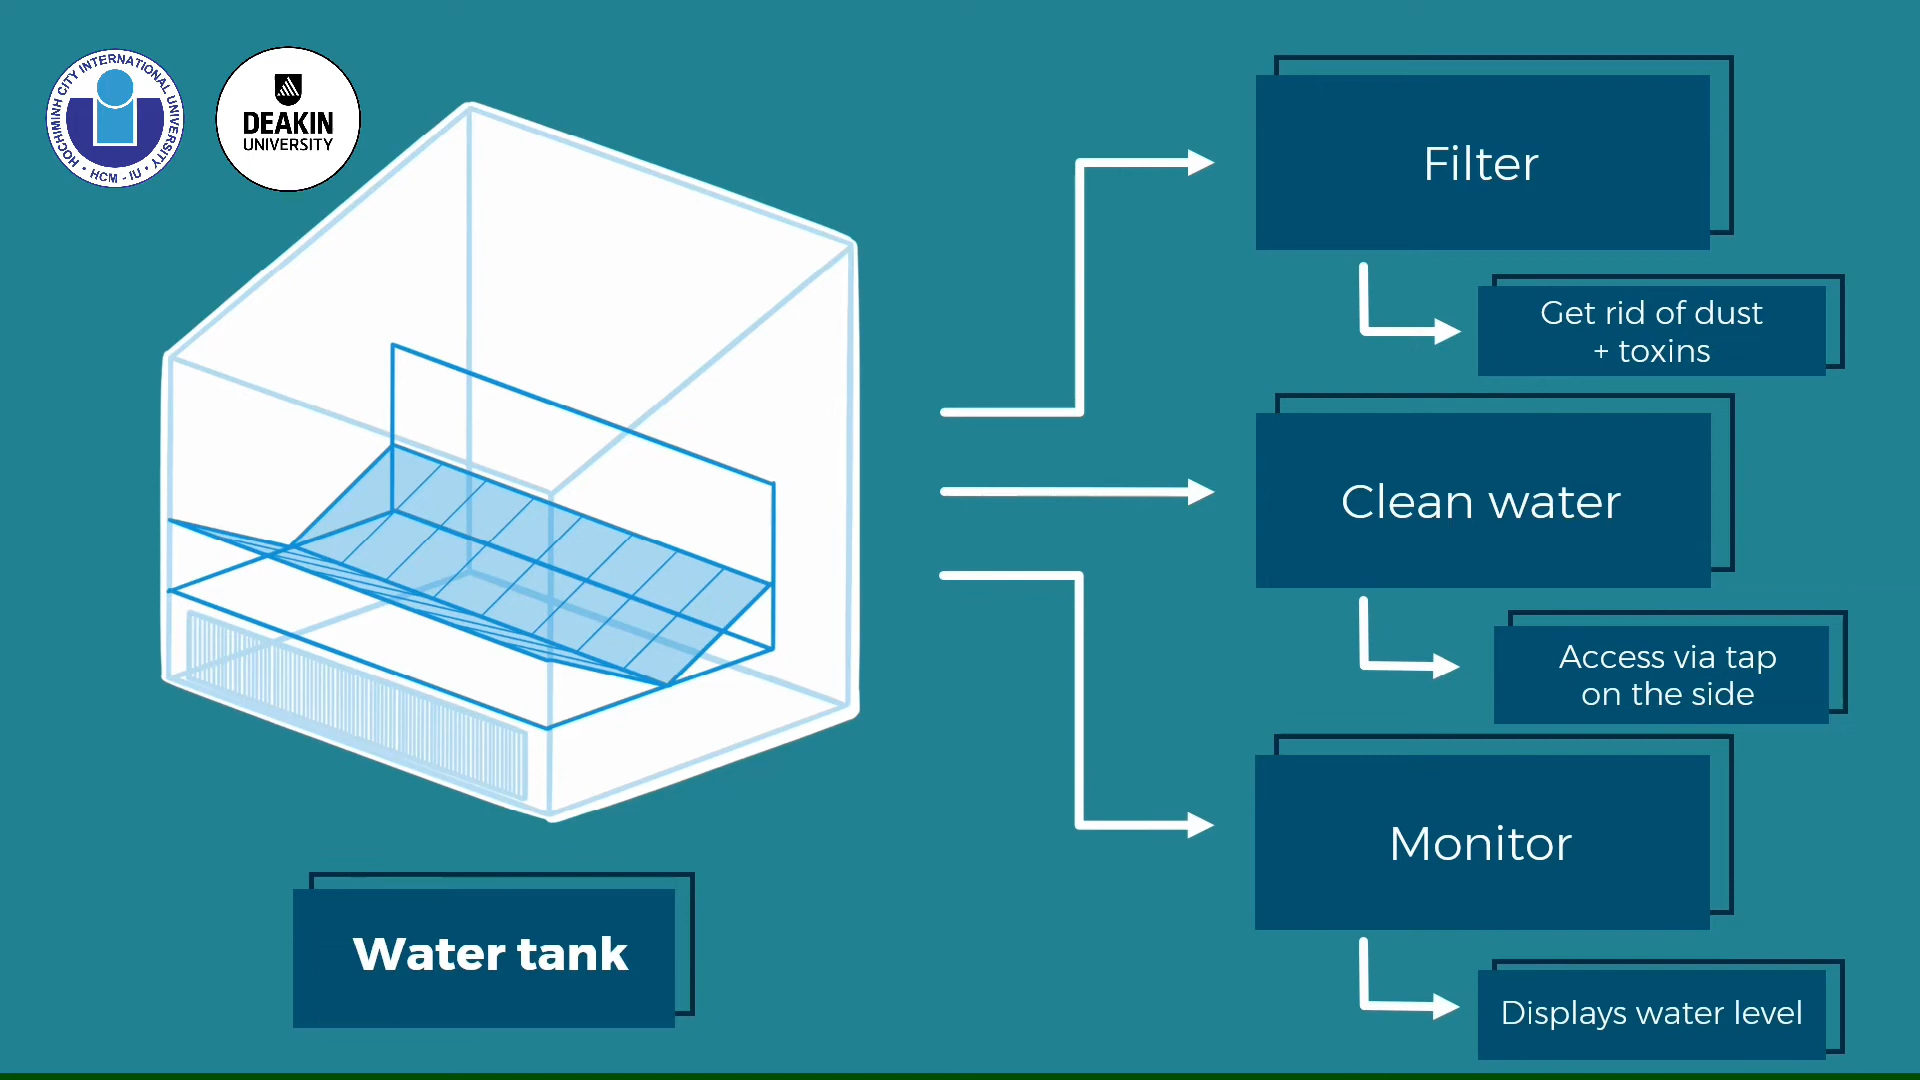 HOCHIMINH CITY INTERNATIONAL UNIVERSITY
• HCM - IU •
DEAKIN
UNIVERSITY
Filter
Get rid of dust
+ toxins
Clean water
Access via tap
on the side
Monitor
Displays water level
Water tank